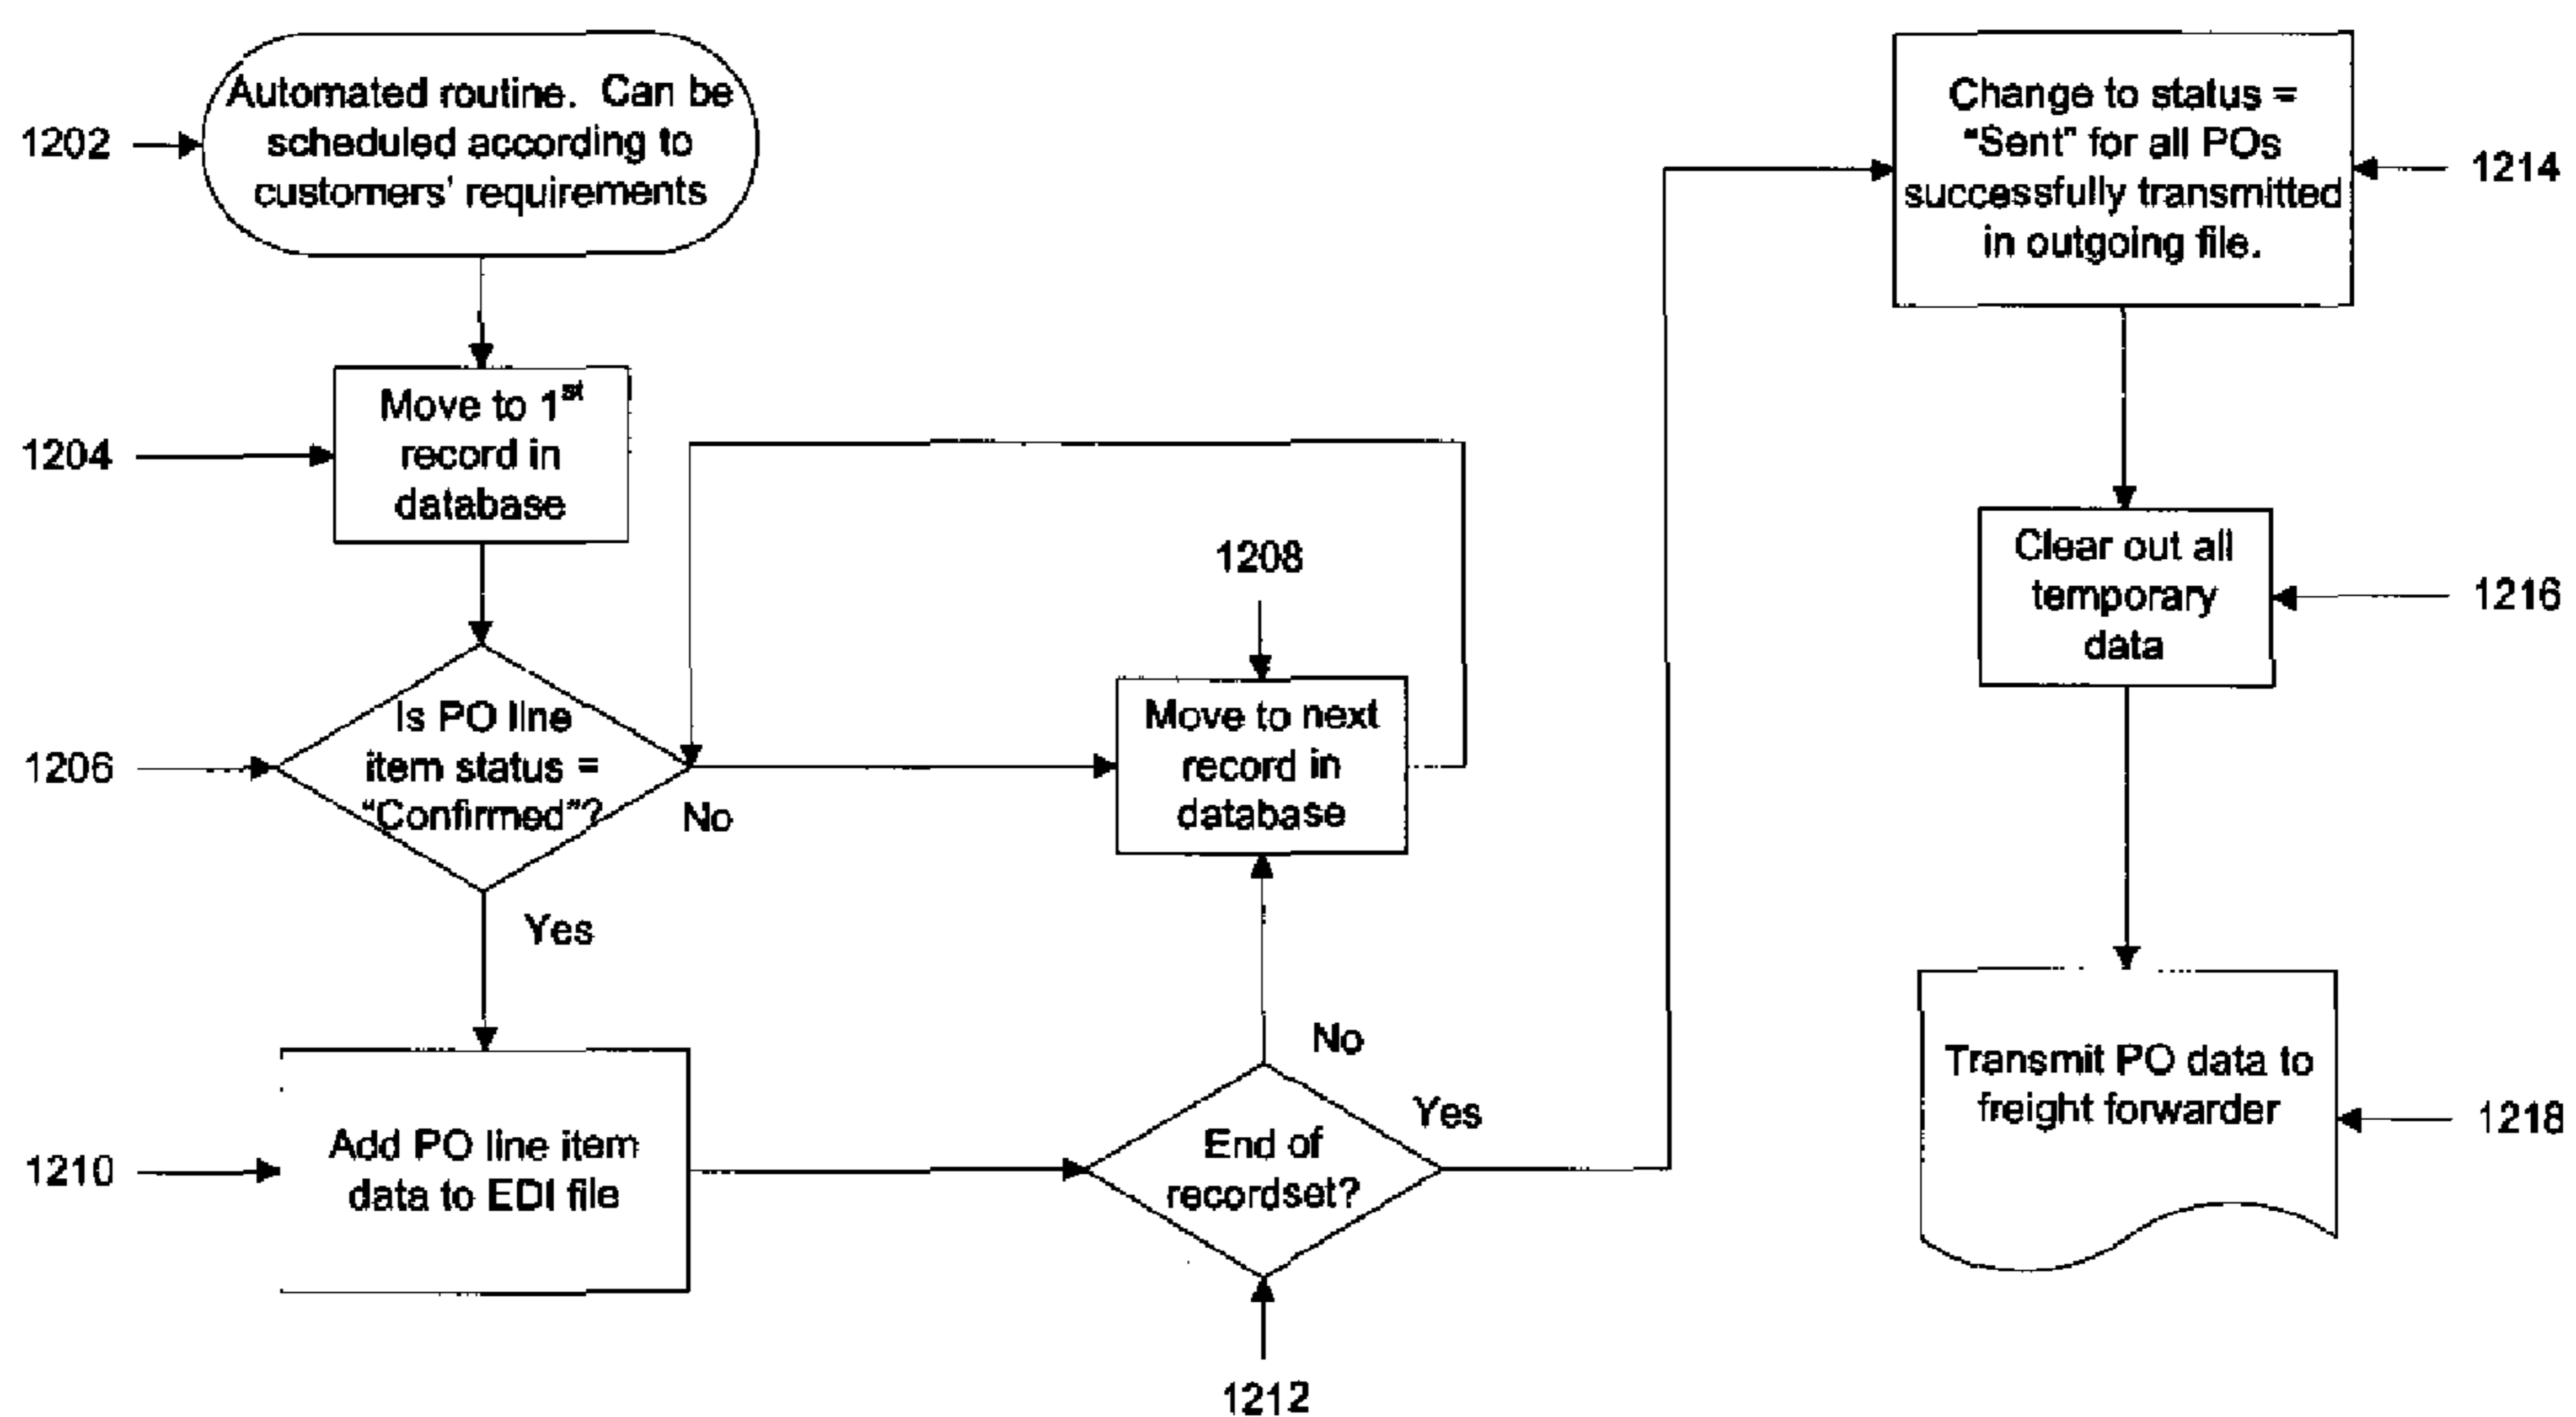 1202
Automated routine. Can be
scheduled according to
customers' requirements
1204
Move to 1st
record in
database
1206
Is PO line
item status =
"Confirmed"?
No
Yes
1208
Move to next
record in
database
1210
Add PO line item
data to EDI file
No
Yes
End of
recordset?
1212
Change to status =
"Sent" for all POs
successfully transmitted
in outgoing file.
1214
Clear out all
temporary
data
1216
Transmit PO data to
freight forwarder
1218